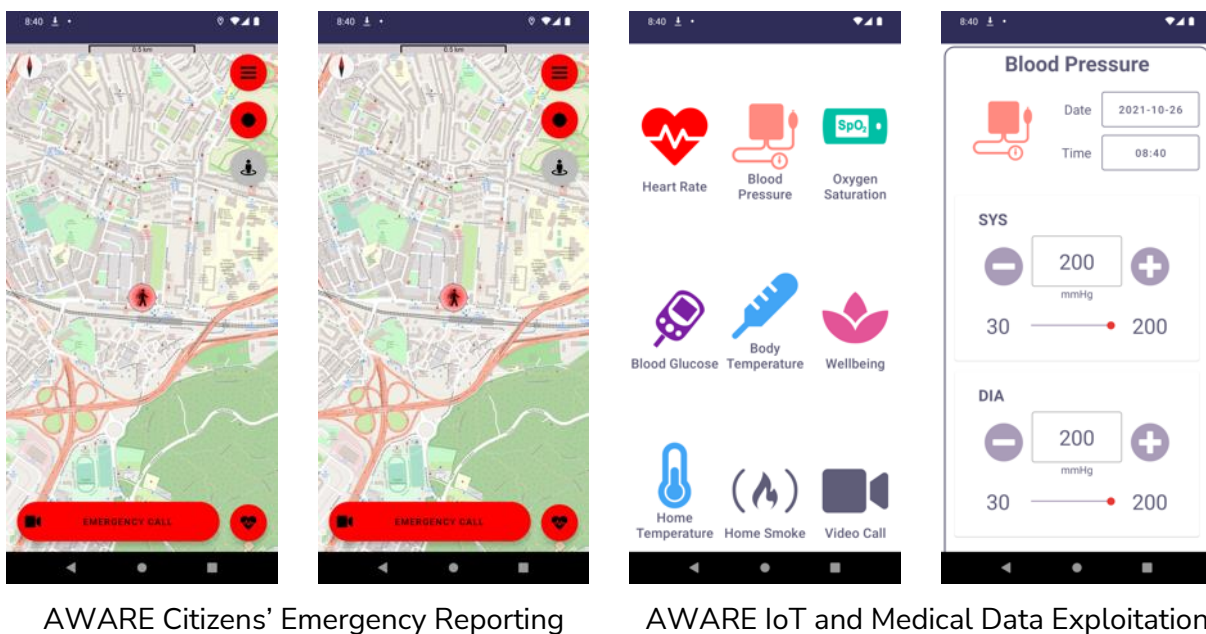 8:40
0.5 km
EMERGENCY CALL
8:40
0.5 km
EMERGENCY CALL
8:40
SpO2
Heart Rate
Blood
Pressure
Oxygen
Saturation
Blood Glucose
Body
Temperature
Wellbeing
Home
Temperature
Home Smoke
Video Call
8:40
Blood Pressure
Date
2021-10-26
Time
08:40
SYS
200
mmHg
30
200
DIA
200
mmHg
30
200
AWARE Citizens’ Emergency Reporting
AWARE IoT and Medical Data Exploitation